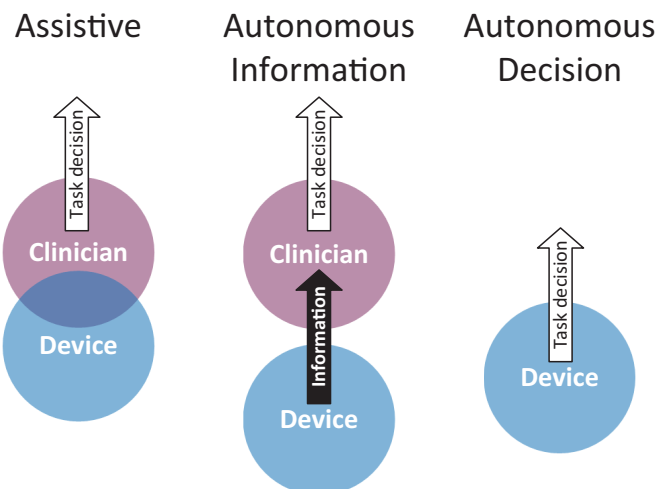 Assistive
Autonomous
Information
Autonomous
Decision
Task decision
Clinician
Device
Task decision
Clinician
Information
Device
Task decision
Device